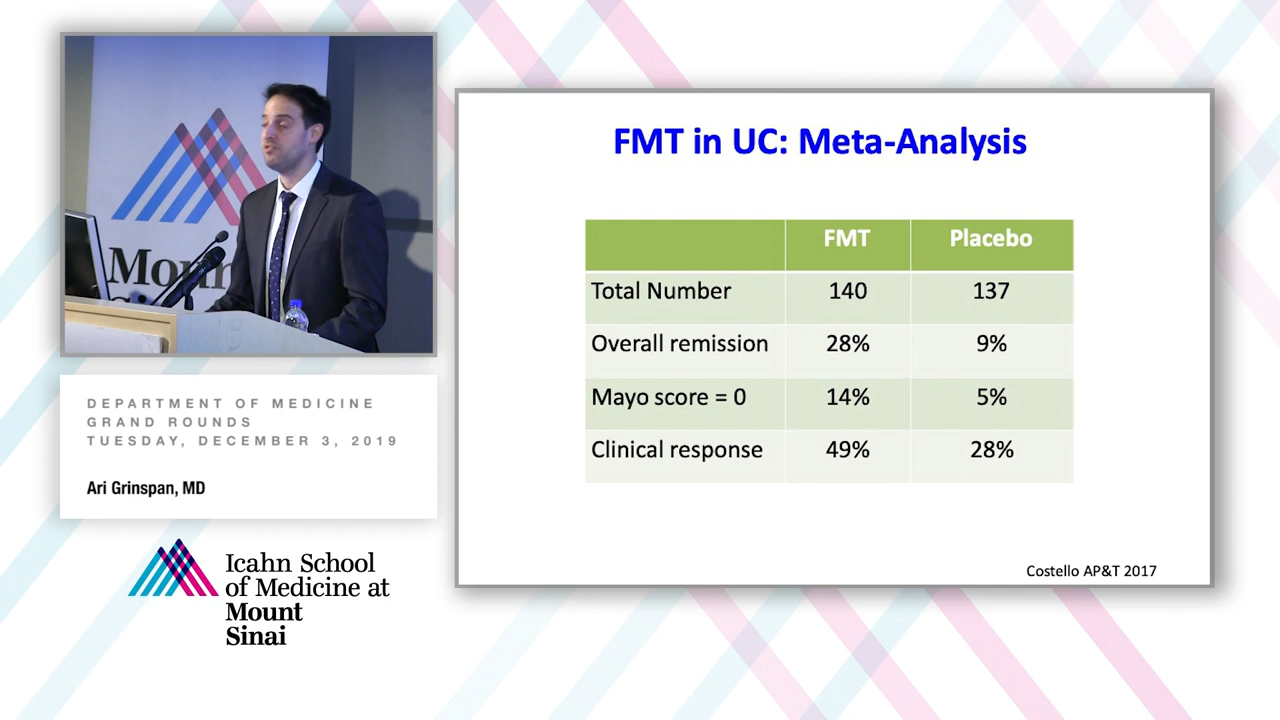 Mount
DEPARTMENT OF MEDICINE
GRAND ROUNDS
TUESDAY, DECEMBER 3, 2019
Ari Grinspan, MD
Icahn School
of Medicine at
Mount
Sinai
FMT in UC: Meta-Analysis
FMT Placebo
Total Number 140 137
Overall remission 28% 9%
Mayo score = 0 14% 5%
Clinical response 49% 28%
Costello AP&T 2017